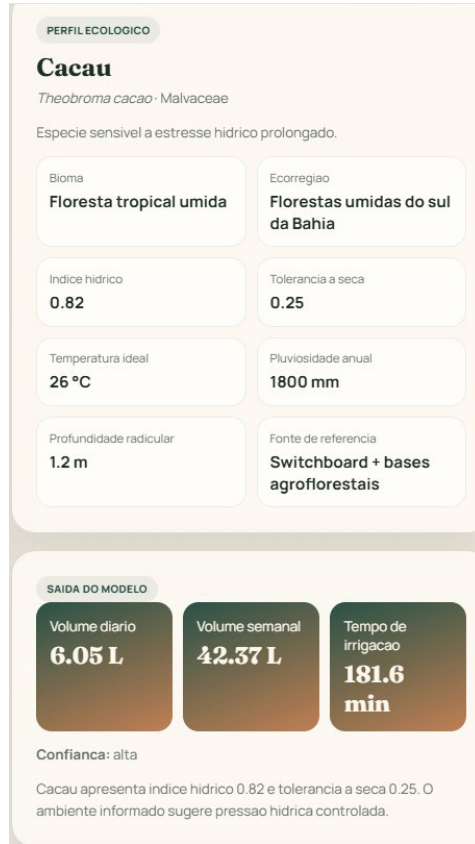 PERFIL ECOLOGICO
Cacau
Theobroma cacao · Malvaceae
Especie sensivel a estresse hidrico prolongado.
Bioma
Floresta tropical umida
Ecorregiao
Florestas umidas do sul
da Bahia
Indice hidrico
0.82
Tolerancia a seca
0.25
Temperatura ideal
26 °C
Pluviosidade anual
1800 mm
Profundidade radicular
1.2 m
Fonte de referencia
Switchboard + bases
agroflorestais
SAIDA DO MODELO
Volume diario
6.05 L
Volume semanal
42.37 L
Tempo de
irrigacao
181.6
min
Confianca: alta
Cacau apresenta indice hidrico 0.82 e tolerancia a seca 0.25. O
ambiente informado sugere pressao hidrica controlada.